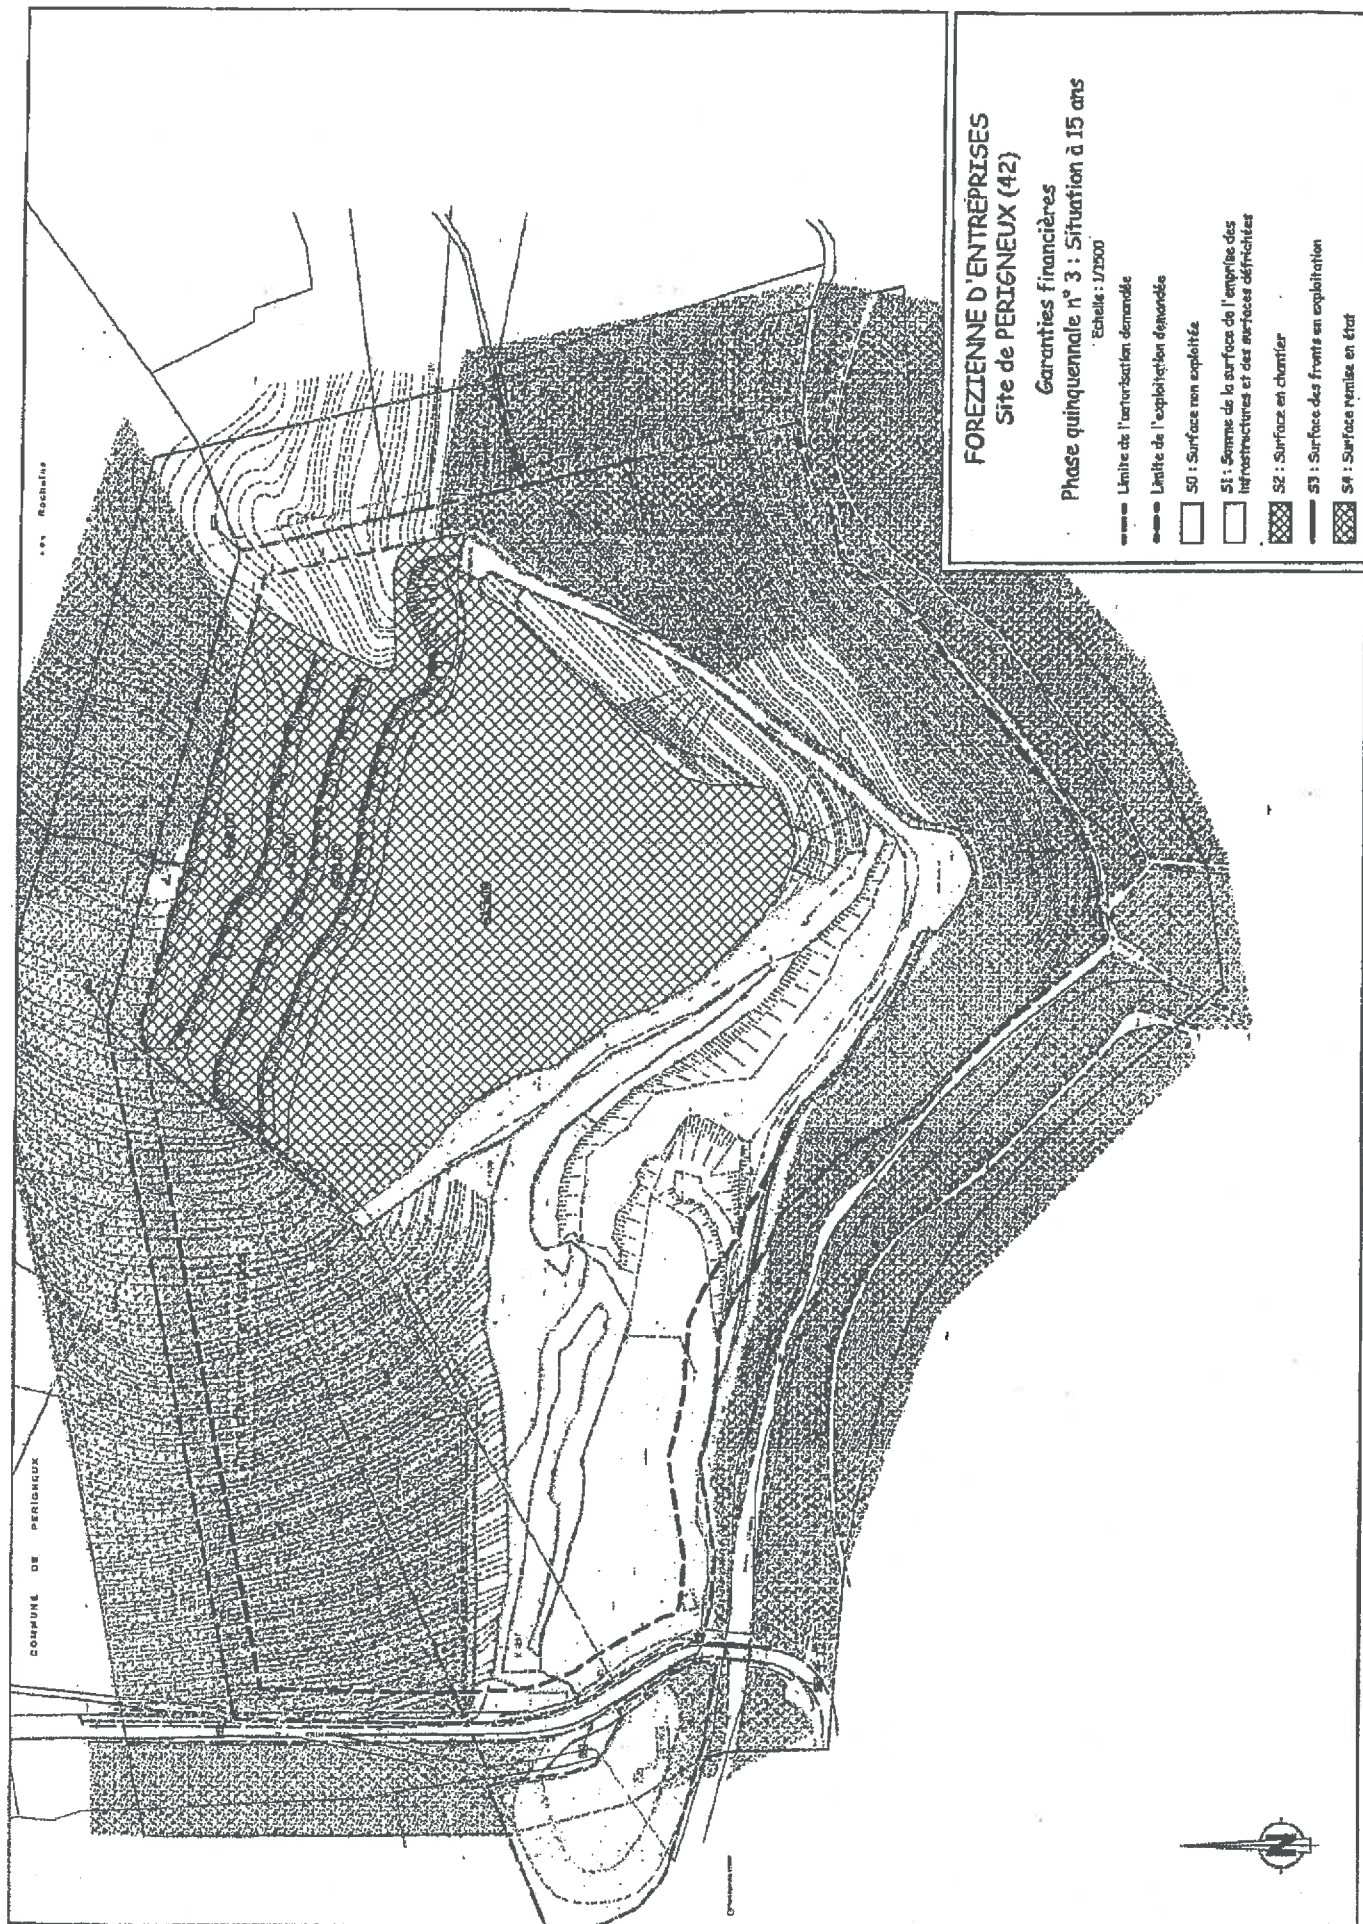 FOREZIENNE D'ENTREPRISES
Site de PERIGNEUX (42)
Garanties financières
Phase quinquennale n° 3 : Situation à 15 ans
Echelle : 1/2500
Limite de l'autorisation demandée
Limite de l'exploitation demandée
S0 : Surface non exploitée
S1 : Somme de la surface de l'emprise des
infrastructures et des surfaces défrichées
S2 : Surface en chantier
S3 : Surface des fronts en exploitation
S4 : Surface remise en état
COMMUNE DE PERIGNEUX
N